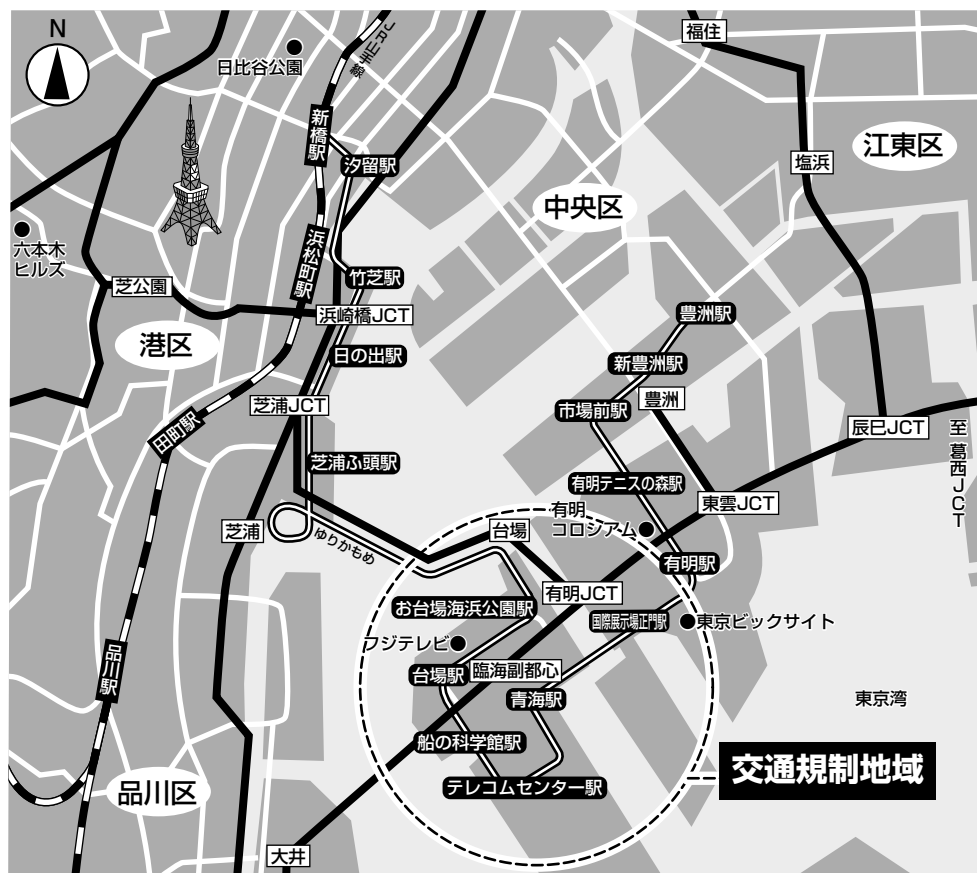 N
日比谷公園
JR山手線
福住
新橋駅
汐留駅
江東区
塩浜
中央区
六本木
ヒルズ
浜松町駅
竹芝駅
芝公園
浜崎橋JCT
豊洲駅
港区
日の出駅
新豊洲駅
豊洲
芝浦JCT
市場前駅
田町駅
辰巳JCT
至 葛西JCT
芝浦ふ頭駅
有明テニスの森駅
東雲JCT
有明
コロシアム
芝浦
ゆりかもめ
台場
有明駅
有明JCT
お台場海浜公園駅
国際展示場正門駅
東京ビックサイト
フジテレビ
台場駅
臨海副都心
青海駅
品川駅
東京湾
船の科学館駅
交通規制地域
テレコムセンター駅
品川区
大井